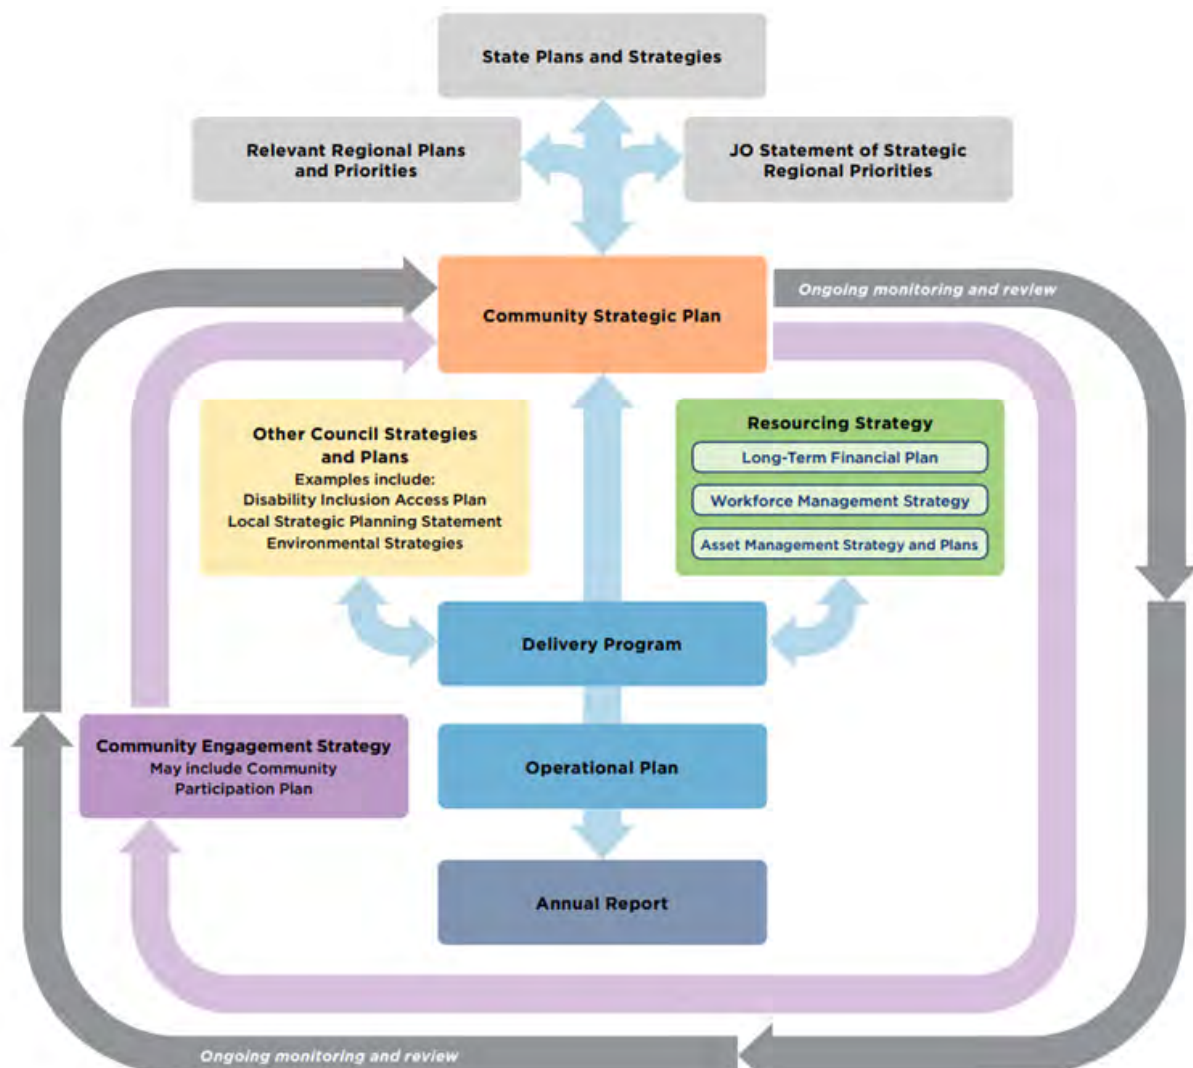 State Plans and Strategies
Relevant Regional Plans
and Priorities
JO Statement of Strategic
Regional Priorities
Community Strategic Plan
Ongoing monitoring and review
Other Council Strategies
and Plans
Examples include:
Disability Inclusion Access Plan
Local Strategic Planning Statement
Environmental Strategies
Resourcing Strategy
Long-Term Financial Plan
Workforce Management Strategy
Asset Management Strategy and Plans
Delivery Program
Community Engagement Strategy
May include Community
Participation Plan
Operational Plan
Annual Report
Ongoing monitoring and review